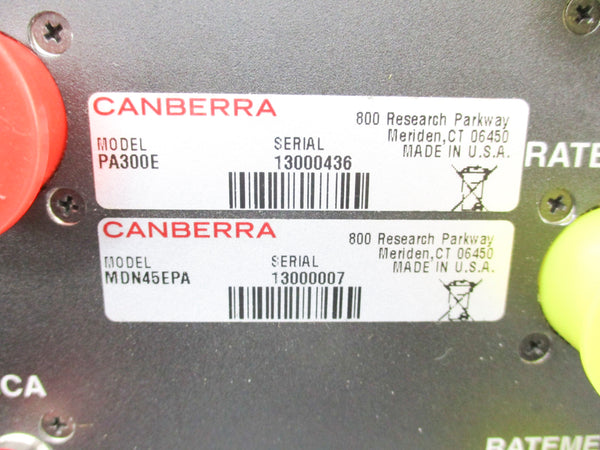 CANBERRA
800 Research Parkway
Meriden, CT 06450
MADE IN U.S.A.
MODEL SERIAL
PA300E 13000436
RATE
CANBERRA
800 Research Parkway
Meriden, CT 06450
MADE IN U.S.A.
MODEL SERIAL
MDN45EPA 13000007
CA
RATEME